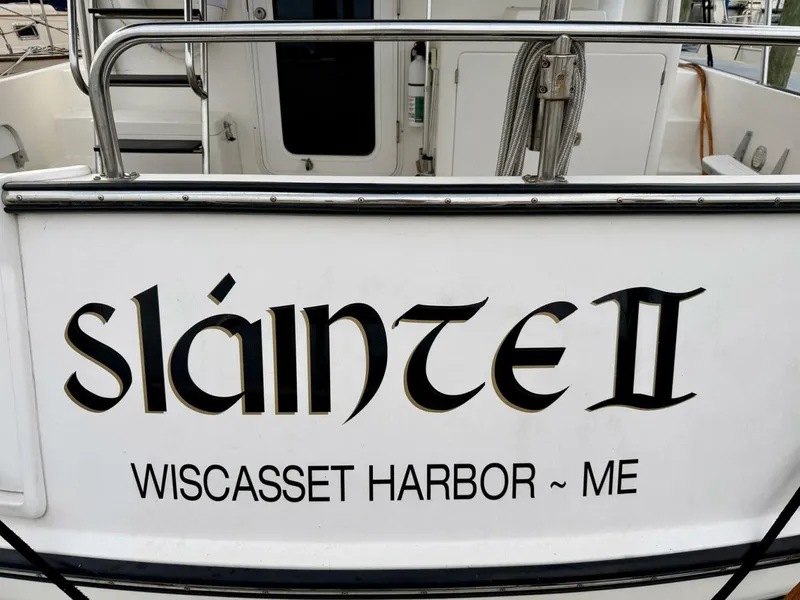 Sláinte II
WISCASSET HARBOR ~ ME